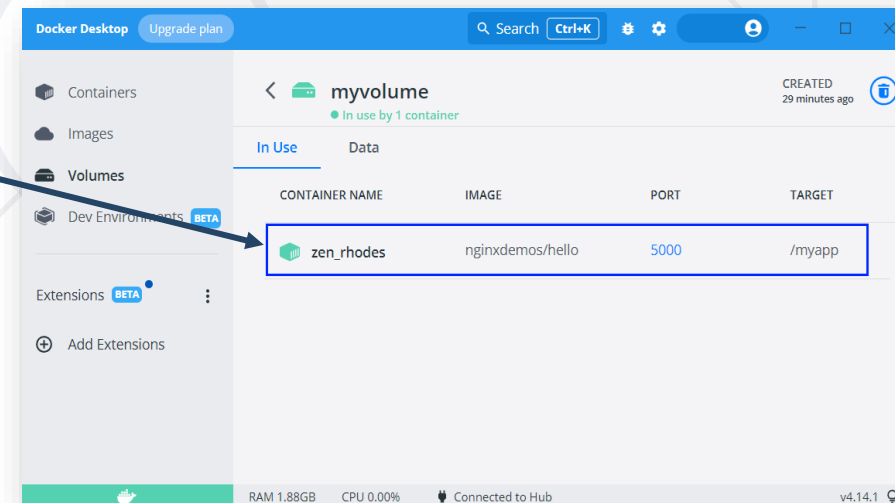 Docker Desktop Upgrade plan Search Ctrl+K
Containers
Images
Volumes
Dev Environments BETA
Extensions BETA
Add Extensions
myvolume
In use by 1 container
CREATED
29 minutes ago
In Use Data
CONTAINER NAME IMAGE PORT TARGET
zen_rhodes nginxdemos/hello 5000 /myapp
RAM 1.88GB CPU 0.00% Connected to Hub v4.14.1